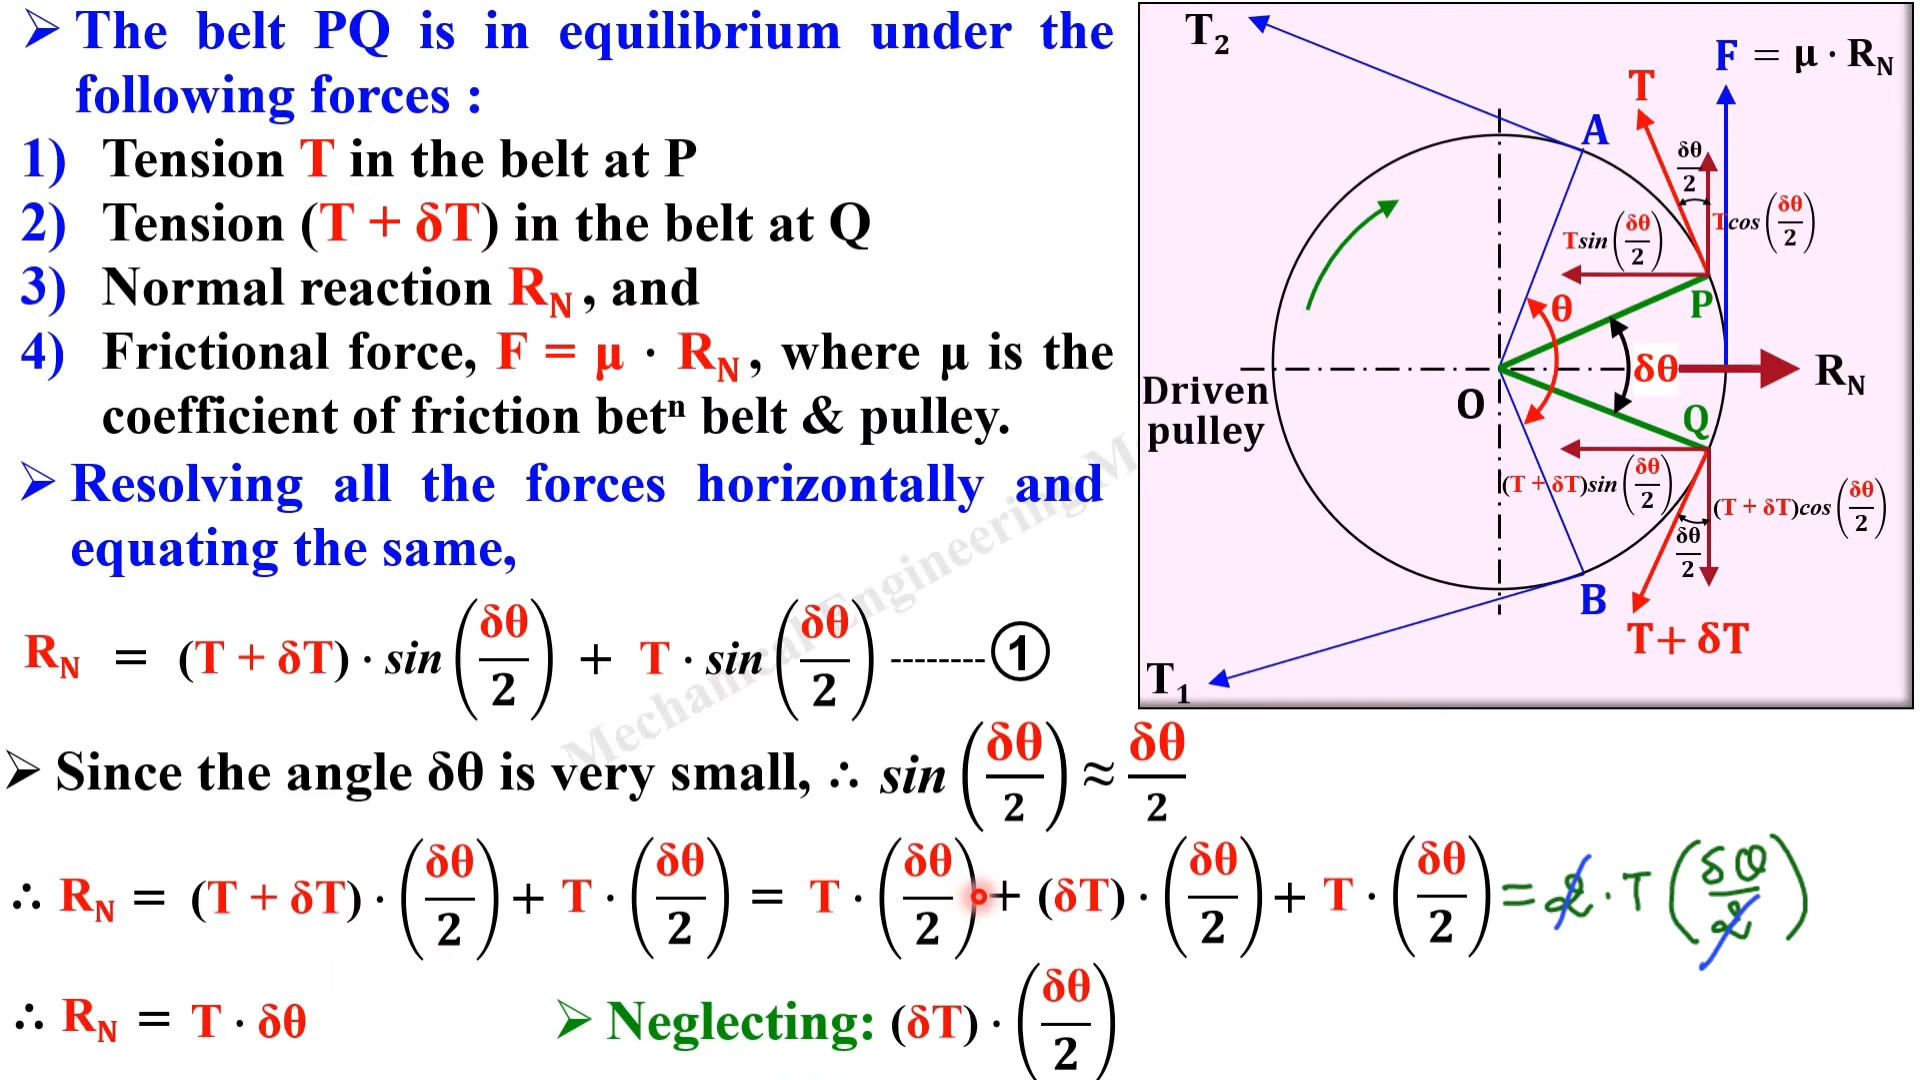 ➢ The belt PQ is in equilibrium under the
following forces :
1) Tension T in the belt at P
2) Tension (T + δT) in the belt at Q
3) Normal reaction R_N , and
4) Frictional force, F = μ · R_N , where μ is the
coefficient of friction betⁿ belt & pulley.
➢ Resolving all the forces horizontally and
equating the same,
R_N = (T + δT) · sin (δθ/2) + T · sin (δθ/2) -------- ①
➢ Since the angle δθ is very small, ∴ sin (δθ/2) ≈ δθ/2
∴ R_N = (T + δT) · (δθ/2) + T · (δθ/2) = T · (δθ/2) + (δT) · (δθ/2) + T · (δθ/2) = 2 · T (δθ/2)
∴ R_N = T · δθ
➢ Neglecting: (δT) · (δθ/2)
T₂
F = μ · R_N
T
A
δθ/2
Tsin (δθ/2)
Tcos (δθ/2)
P
θ
δθ
R_N
Driven
pulley
O
Q
(T + δT)sin (δθ/2)
(T + δT)cos (δθ/2)
δθ/2
B
T+ δT
T₁
Mechanical Engineering M